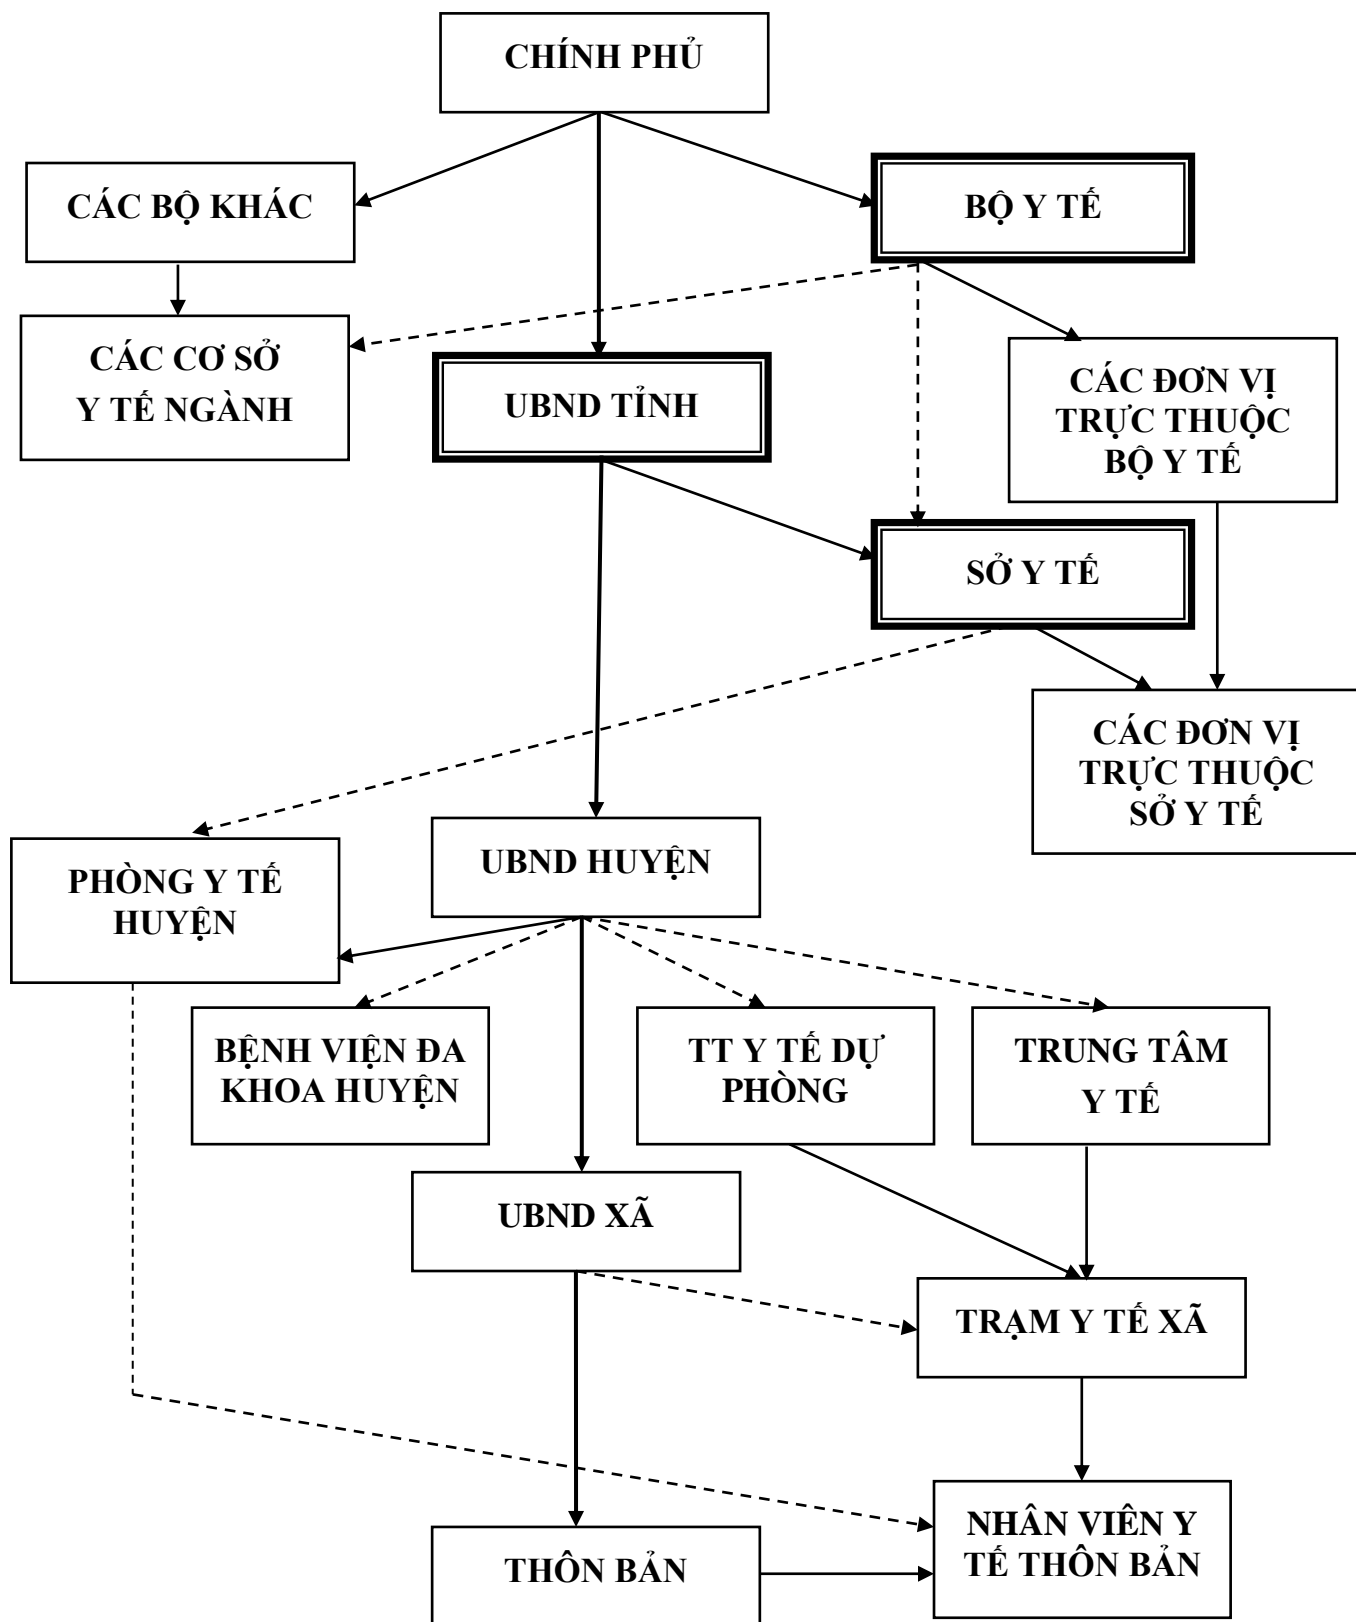 CHÍNH PHỦ
CÁC BỘ KHÁC
BỘ Y TẾ
CÁC CƠ SỞ
Y TẾ NGÀNH
UBND TỈNH
CÁC ĐƠN VỊ
TRỰC THUỘC
BỘ Y TẾ
SỞ Y TẾ
CÁC ĐƠN VỊ
TRỰC THUỘC
SỞ Y TẾ
UBND HUYỆN
PHÒNG Y TẾ
HUYỆN
BỆNH VIỆN ĐA
KHOA HUYỆN
TT Y TẾ DỰ
PHÒNG
TRUNG TÂM
Y TẾ
UBND XÃ
TRẠM Y TẾ XÃ
THÔN BẢN
NHÂN VIÊN Y
TẾ THÔN BẢN